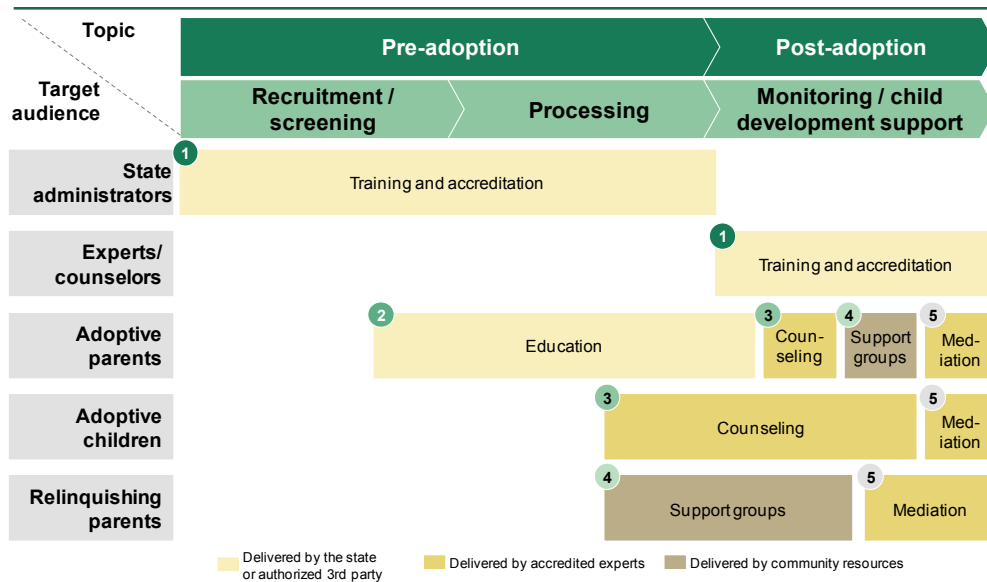 Topic
Pre-adoption
Post-adoption
Target
audience
Recruitment /
screening
Processing
Monitoring / child
development support
1
State
administrators
Training and accreditation
Experts/
counselors
1
Training and accreditation
Adoptive
parents
2
Education
3
Coun-
seling
4
Support
groups
5
Med-
iation
Adoptive
children
3
Counseling
5
Med-
iation
Relinquishing
parents
4
Support groups
5
Mediation
Delivered by the state
or authorized 3rd party
Delivered by accredited experts
Delivered by community resources